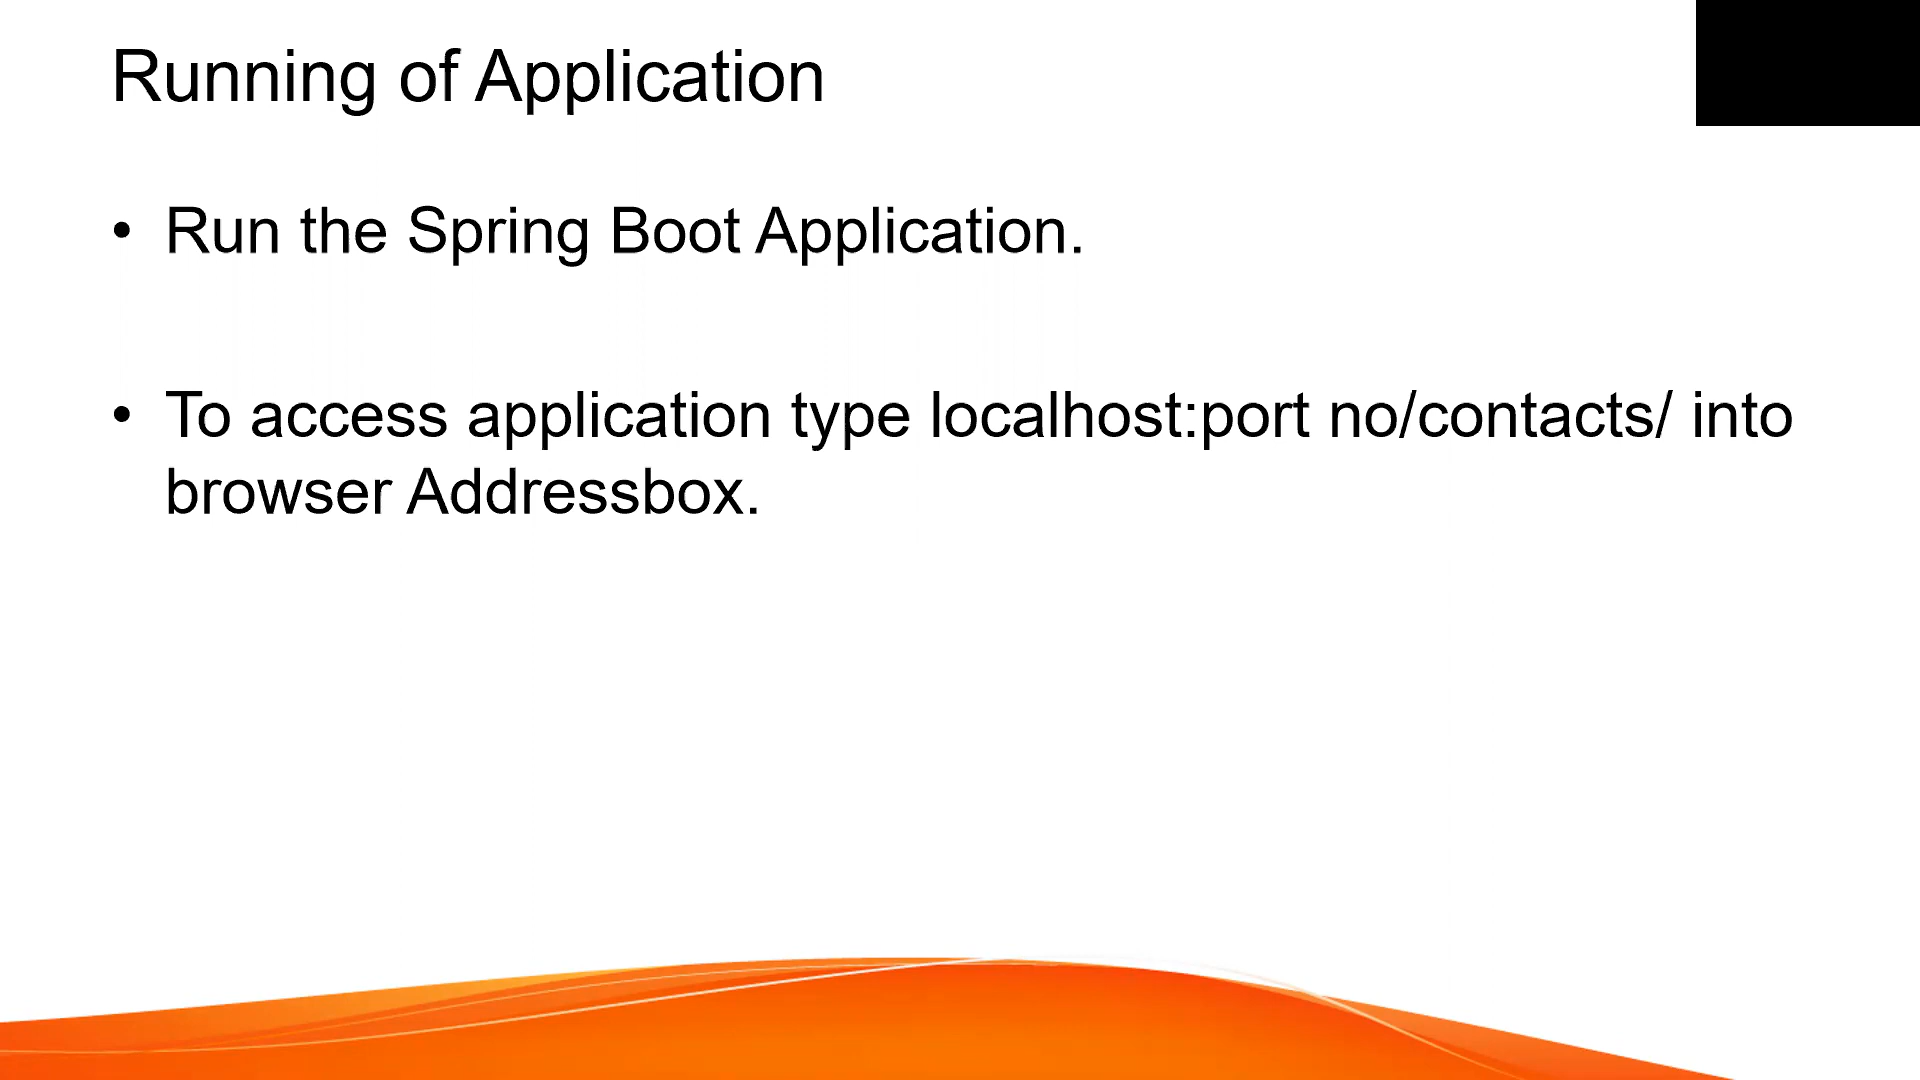 Running of Application
• Run the Spring Boot Application.
• To access application type localhost:port no/contacts/ into
browser Addressbox.